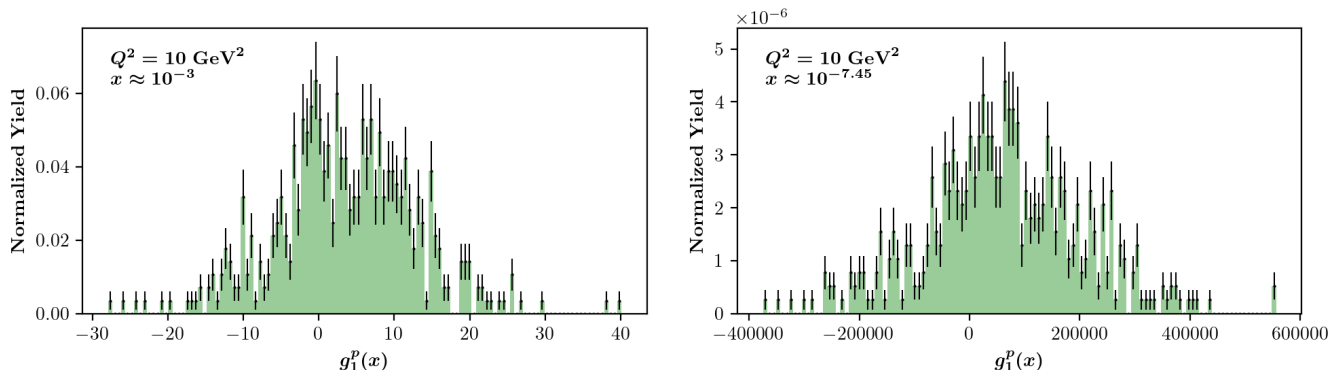 Q² = 10 GeV²
x ≈ 10⁻³
Normalized Yield
0.06
0.04
0.02
0.00
−30 −20 −10 0 10 20 30 40
g₁ᵖ(x)
×10⁻⁶
Q² = 10 GeV²
x ≈ 10⁻⁷·⁴⁵
Normalized Yield
5
4
3
2
1
0
−400000 −200000 0 200000 400000 600000
g₁ᵖ(x)